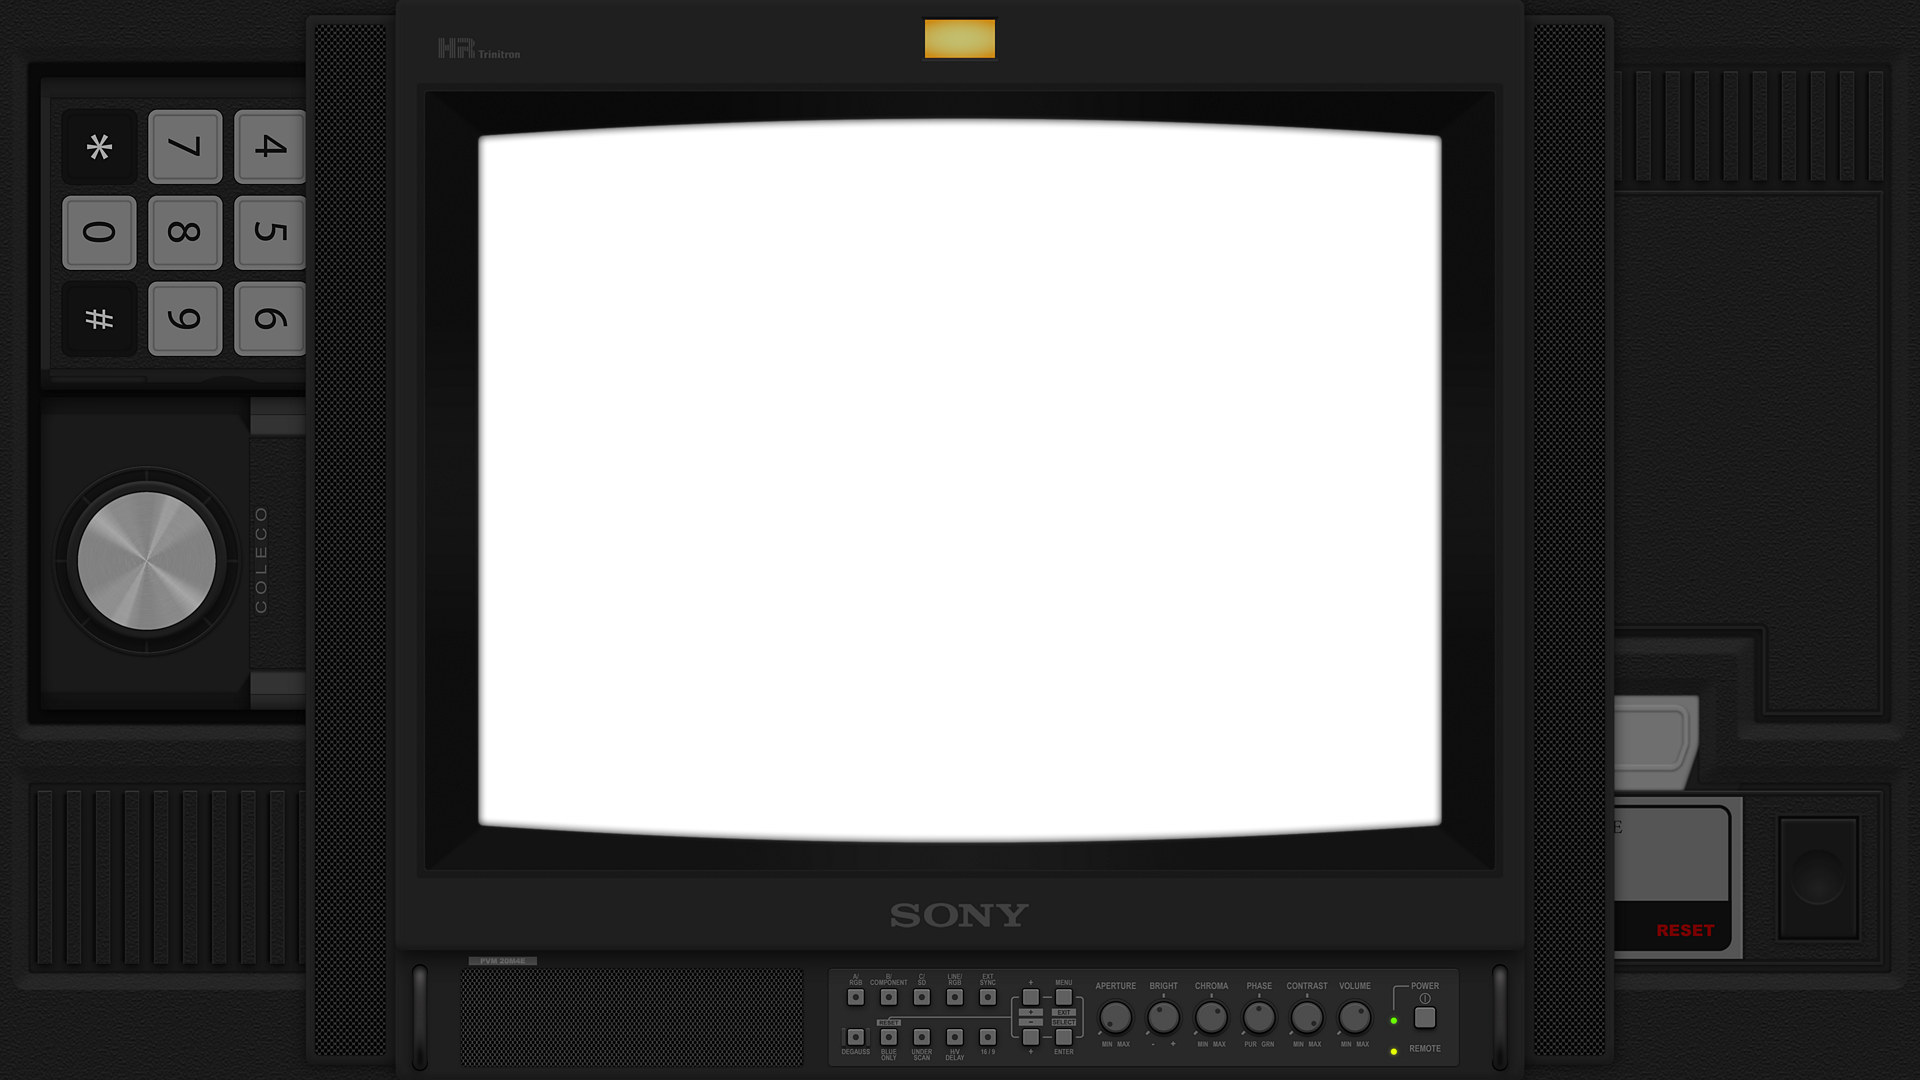 HR Trinitron
* 7 4
0 8 5
# 9 6
COLECO
E
RESET
SONY
PVM 20M4E
A/ RGB
B/ COMPONENT
C/ SD
LINE/ RGB
EXT SYNC
+
MENU
+
EXIT
-
SELECT
RESET
DEGAUSS
BLUE ONLY
UNDER SCAN
H/V DELAY
16 / 9
+
ENTER
APERTURE
BRIGHT
CHROMA
PHASE
CONTRAST
VOLUME
MIN MAX
- +
MIN MAX
PUR GRN
MIN MAX
MIN MAX
POWER
REMOTE